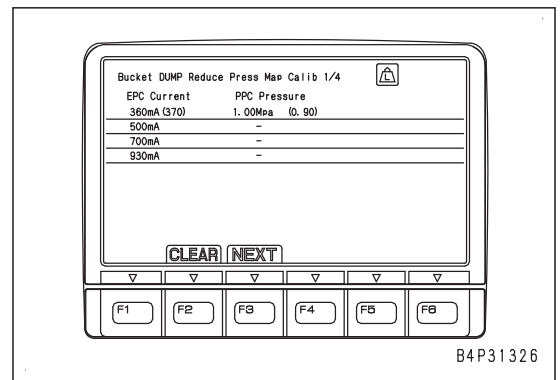 Bucket DUMP Reduce Press Map Calib 1/4
L
EPC Current PPC Pressure
360mA (370) 1. 00Mpa (0. 90)
500mA –
700mA –
930mA –
CLEAR NEXT
F1 F2 F3 F4 F5 F6
B4P31326